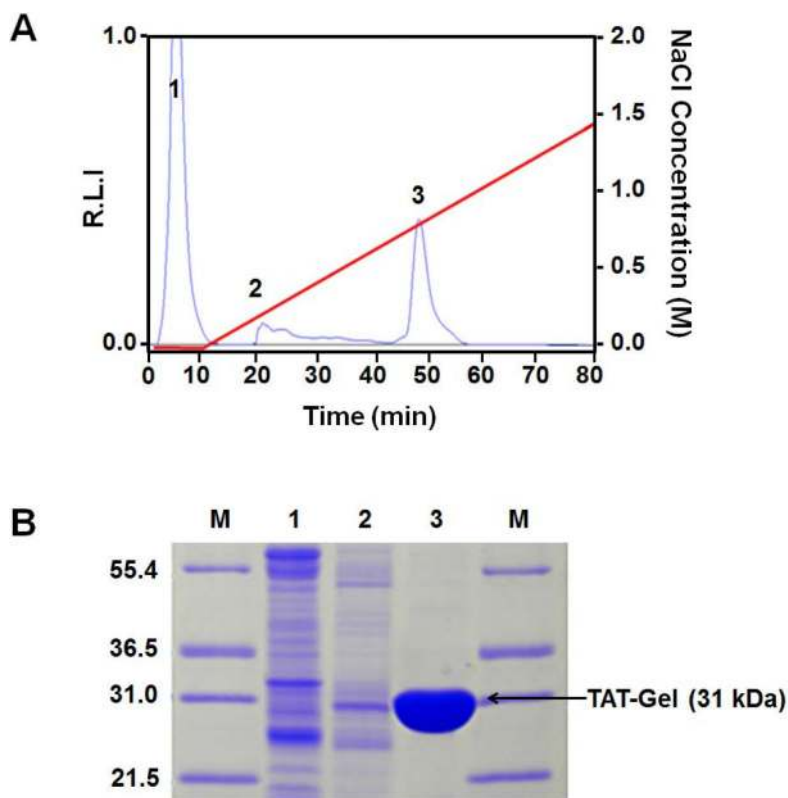 A
1.0
2.0
1
1.5
R.L.I
3
1.0
NaCl Concentration (M)
2
0.5
0.0
0.0
0 10 20 30 40 50 60 70 80
Time (min)
B
M 1 2 3 M
55.4
36.5
31.0
TAT-Gel (31 kDa)
21.5